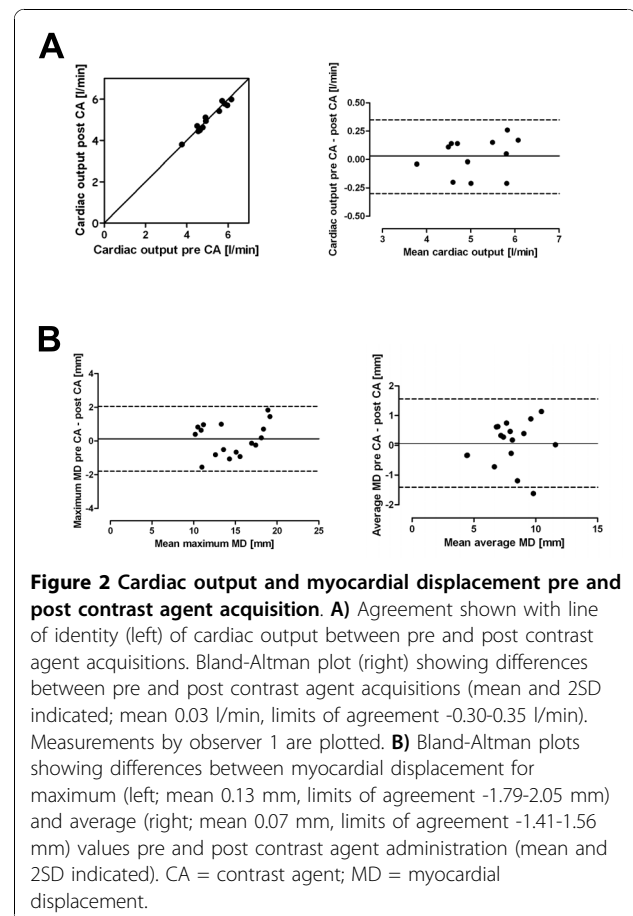 A
Cardiac output post CA [l/min]
6
4
2
0
0 2 4 6
Cardiac output pre CA [l/min]
Cardiac output pre CA - post CA [l/min]
0.50
0.25
0.00
-0.25
-0.50
3 4 5 6 7
Mean cardiac output [l/min]
B
Maximum MD pre CA - post CA [mm]
4
2
0
-2
-4
0 5 10 15 20 25
Mean maximum MD [mm]
Average MD pre CA - post CA [mm]
2
1
0
-1
-2
0 5 10 15
Mean average MD [mm]
Figure 2 Cardiac output and myocardial displacement pre and
post contrast agent acquisition. A) Agreement shown with line
of identity (left) of cardiac output between pre and post contrast
agent acquisitions. Bland-Altman plot (right) showing differences
between pre and post contrast agent acquisitions (mean and 2SD
indicated; mean 0.03 l/min, limits of agreement -0.30-0.35 l/min).
Measurements by observer 1 are plotted. B) Bland-Altman plots
showing differences between myocardial displacement for
maximum (left; mean 0.13 mm, limits of agreement -1.79-2.05 mm)
and average (right; mean 0.07 mm, limits of agreement -1.41-1.56
mm) values pre and post contrast agent administration (mean and
2SD indicated). CA = contrast agent; MD = myocardial
displacement.